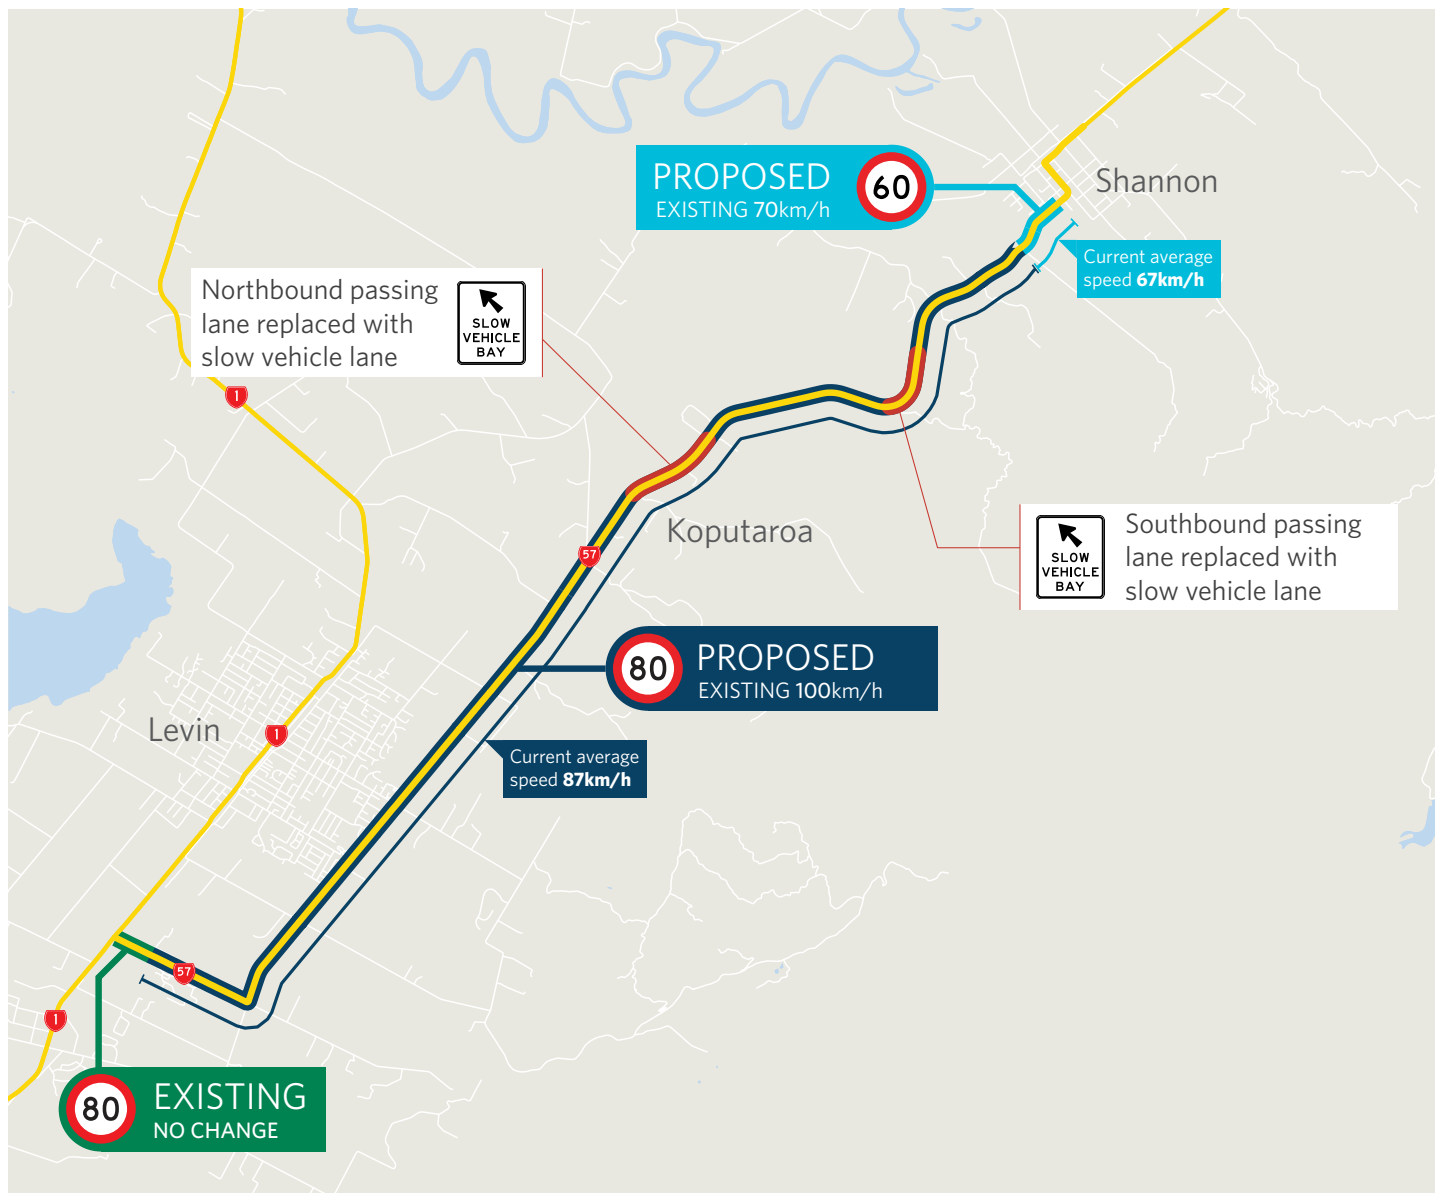 PROPOSED
EXISTING 70km/h
60
Shannon
Current average
speed 67km/h
Northbound passing
lane replaced with
slow vehicle lane
SLOW
VEHICLE
BAY
1
Koputaroa
57
SLOW
VEHICLE
BAY
Southbound passing
lane replaced with
slow vehicle lane
80
PROPOSED
EXISTING 100km/h
Levin
1
Current average
speed 87km/h
57
1
80
EXISTING
NO CHANGE